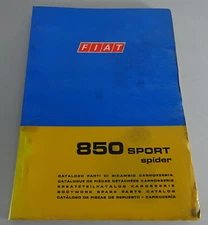 FIAT
850 SPORT
spider
CATALOGO PARTI DI RICAMBIO CARROZZERIA
CATALOGUE DE PIÈCES DÉTACHÉES CARROSSERIE
ERSATZTEILKATALOG KAROSSERIE
BODYWORK SPARE PARTS CATALOG
CATÁLOGO DE PIEZAS DE REPUESTO - CARROCERÍA